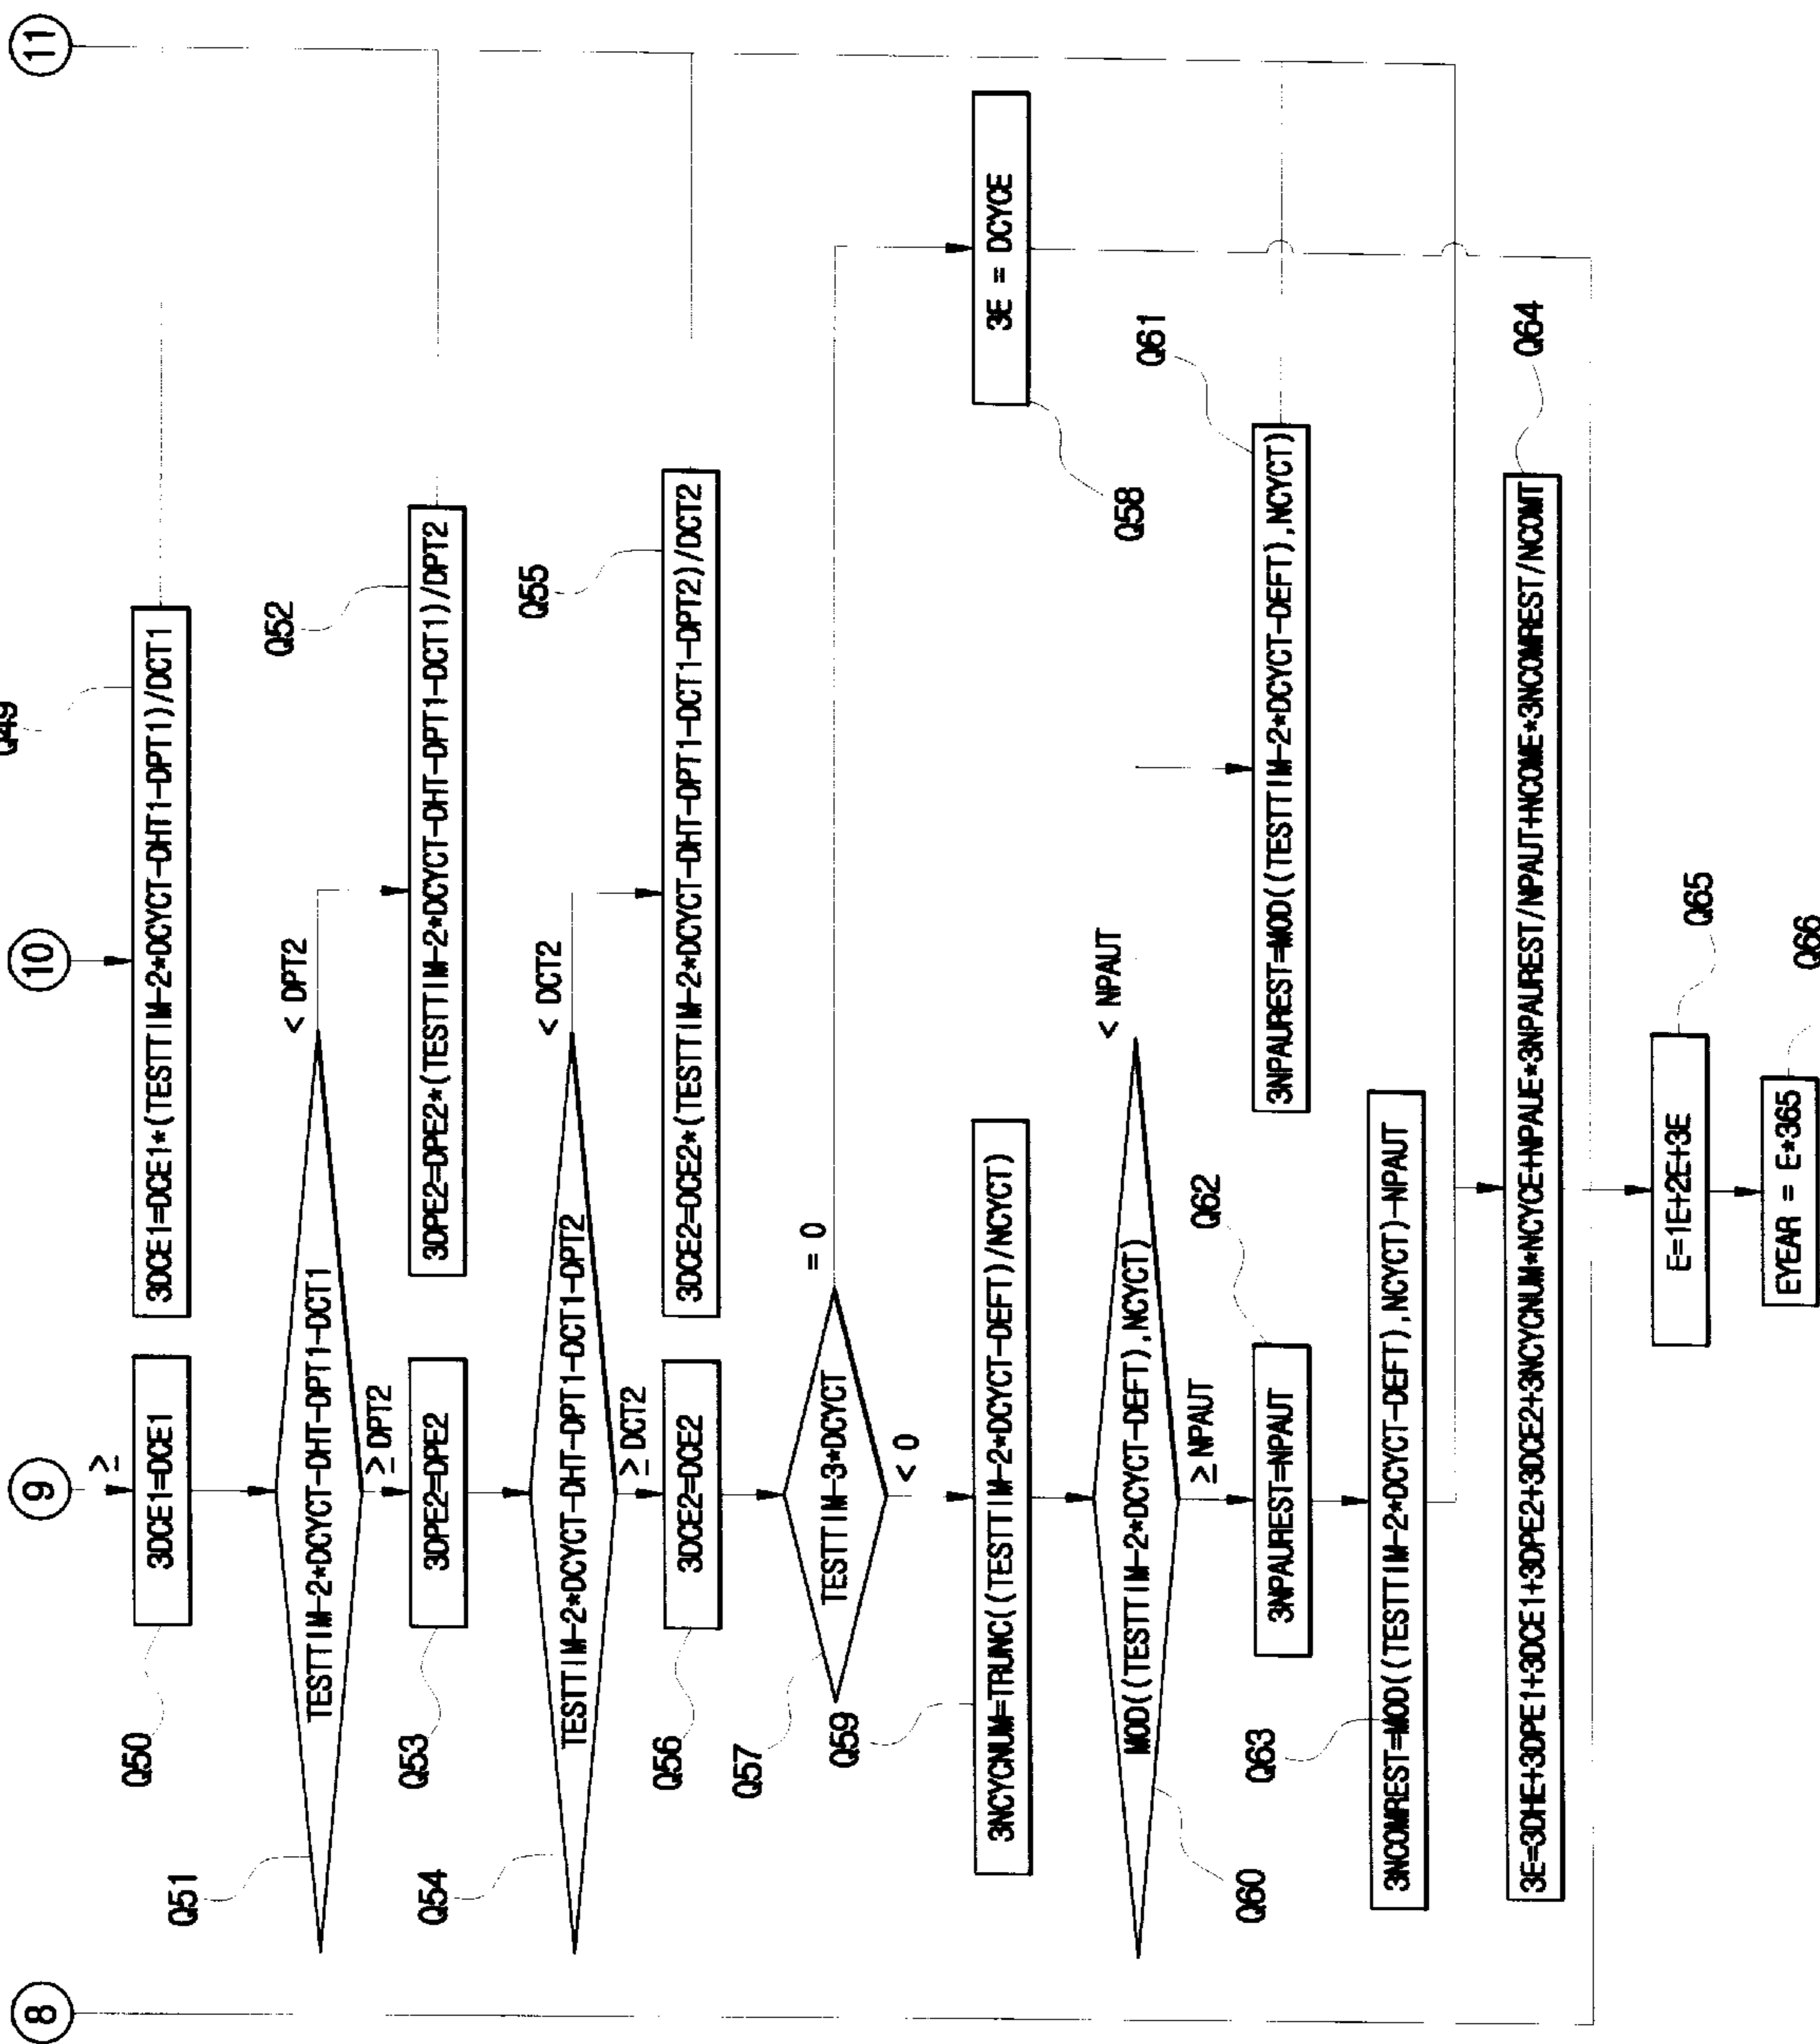 8
9
10
11
≥
Q49
Q50
3DCE1=DCE1
3DCE1=DCE1*(TESTTIM-2*DCYCT-DHT1-DPT1)/DCT1
Q51
TESTTIM-2*DCYCT-DHT-DPT1-DCT1
< DPT2
≥ DPT2
Q52
Q53
3DPE2=DPE2
3DPE2=DPE2*(TESTTIM-2*DCYCT-DHT-DPT1-DCT1)/DPT2
Q54
TESTTIM-2*DCYCT-DHT-DPT1-DCT1-DPT2
< DCT2
≥ DCT2
Q55
Q56
3DCE2=DCE2
3DCE2=DCE2*(TESTTIM-2*DCYCT-DHT-DPT1-DCT1-DPT2)/DCT2
Q57
TESTTIM-3*DCYCT
= 0
< 0
3E = DCYCE
Q58
Q59
3NCYCNUM=TRUNC((TESTTIM-2*DCYCT-DEFT)/NCYCT)
Q60
MOD((TESTTIM-2*DCYCT-DEFT),NCYCT)
< NPAUT
≥ NPAUT
Q61
Q62
3NPAUREST=NPAUT
3NPAUREST=MOD((TESTTIM-2*DCYCT-DEFT),NCYCT)
Q63
3NCOMREST=MOD((TESTTIM-2*DCYCT-DEFT),NCYCT)-NPAUT
Q64
3E=3DHE+3DPE1+3DCE1+3DPE2+3DCE2+3NCYCNUM*NCYCE+NPAUE*3NPAUREST/NPAUT+NCOME*3NCOMREST/NCOMT
Q65
E=1E+2E+3E
Q66
EYEAR = E*365